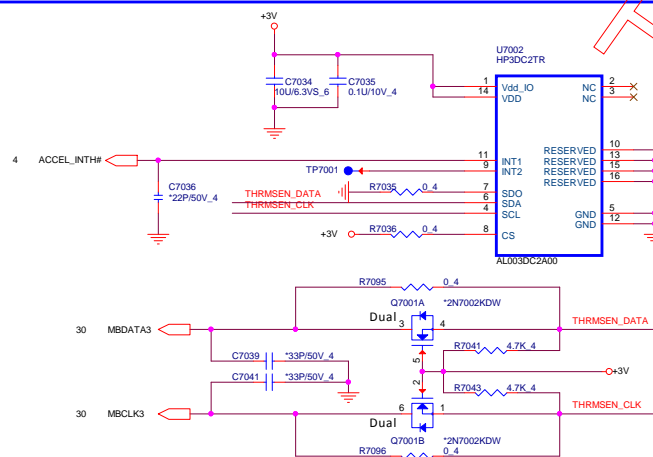 +3V
U7002
HP3DC2TR
C7034
10U/6.3VS_6
C7035
0.1U/10V_4
1
14
Vdd_IO
VDD
NC
NC
2
3
4 ACCEL_INTH#
11
9
INT1
INT2
TP7001
RESERVED
RESERVED
RESERVED
RESERVED
10
13
15
16
C7036
*22P/50V_4
THRMSEN_DATA
THRMSEN_CLK
R7035 0_4
7
6
4
SDO
SDA
SCL
GND
GND
5
12
+3V R7036 0_4 8 CS
AL003DC2A00
R7095 0_4
Q7001A *2N7002KDW
Dual 3 4
THRMSEN_DATA
30 MBDATA3
C7039 *33P/50V_4
C7041 *33P/50V_4
5
2
R7041 4.7K_4
+3V
R7043 4.7K_4
THRMSEN_CLK
30 MBCLK3
6 1
Dual
Q7001B *2N7002KDW
R7096 0_4